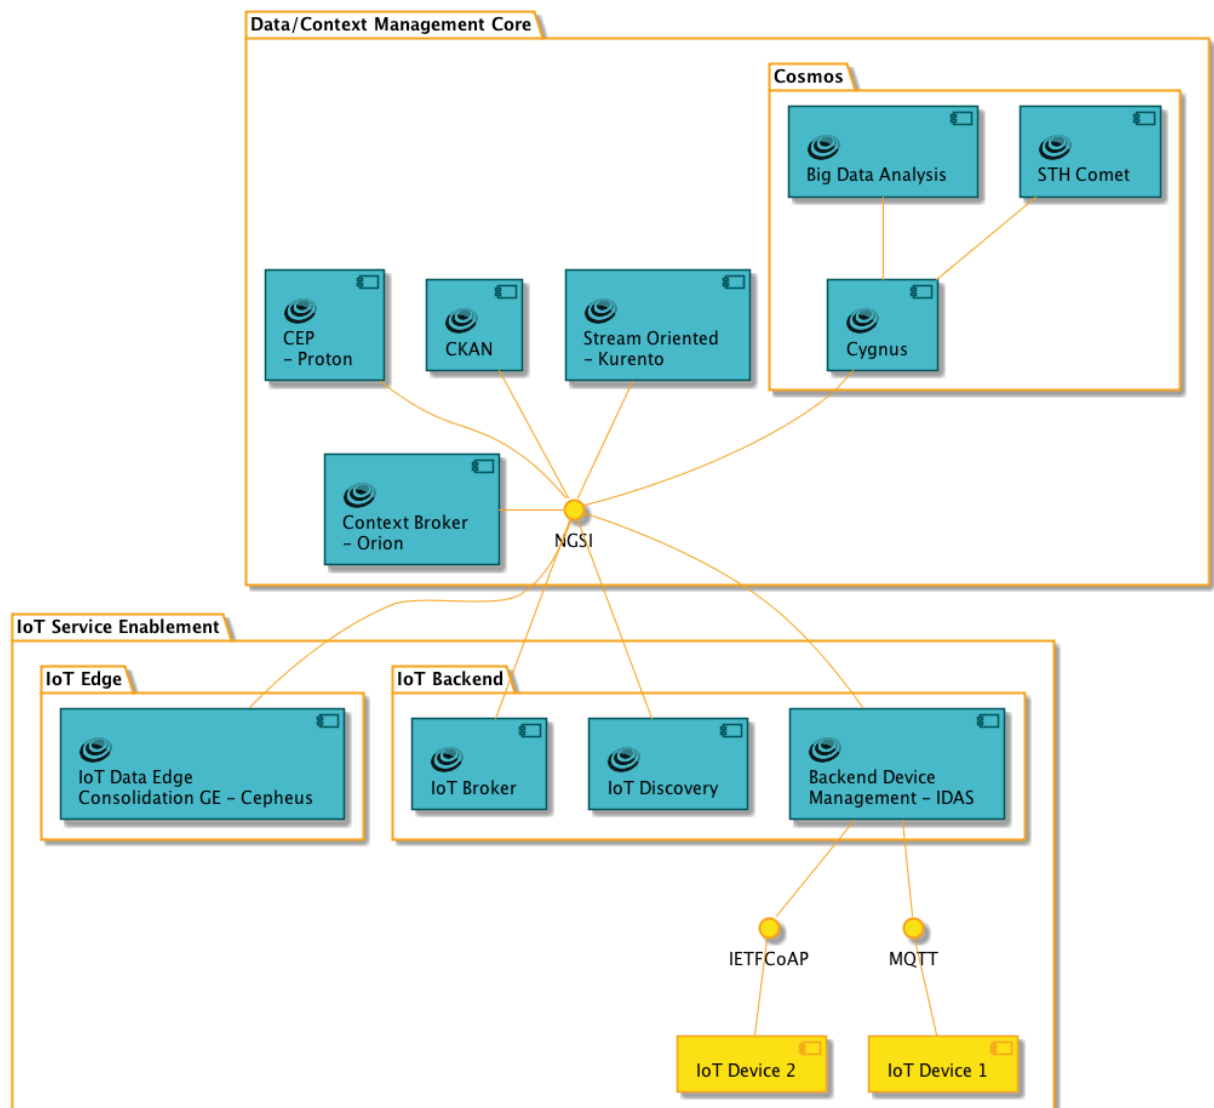 Data/Context Management Core
Cosmos
Big Data Analysis
STH Comet
CEP
– Proton
CKAN
Stream Oriented
– Kurento
Cygnus
Context Broker
– Orion
NGSI
IoT Service Enablement
IoT Edge
IoT Backend
IoT Data Edge
Consolidation GE – Cepheus
IoT Broker
IoT Discovery
Backend Device
Management – IDAS
IETFCoAP
MQTT
IoT Device 2
IoT Device 1